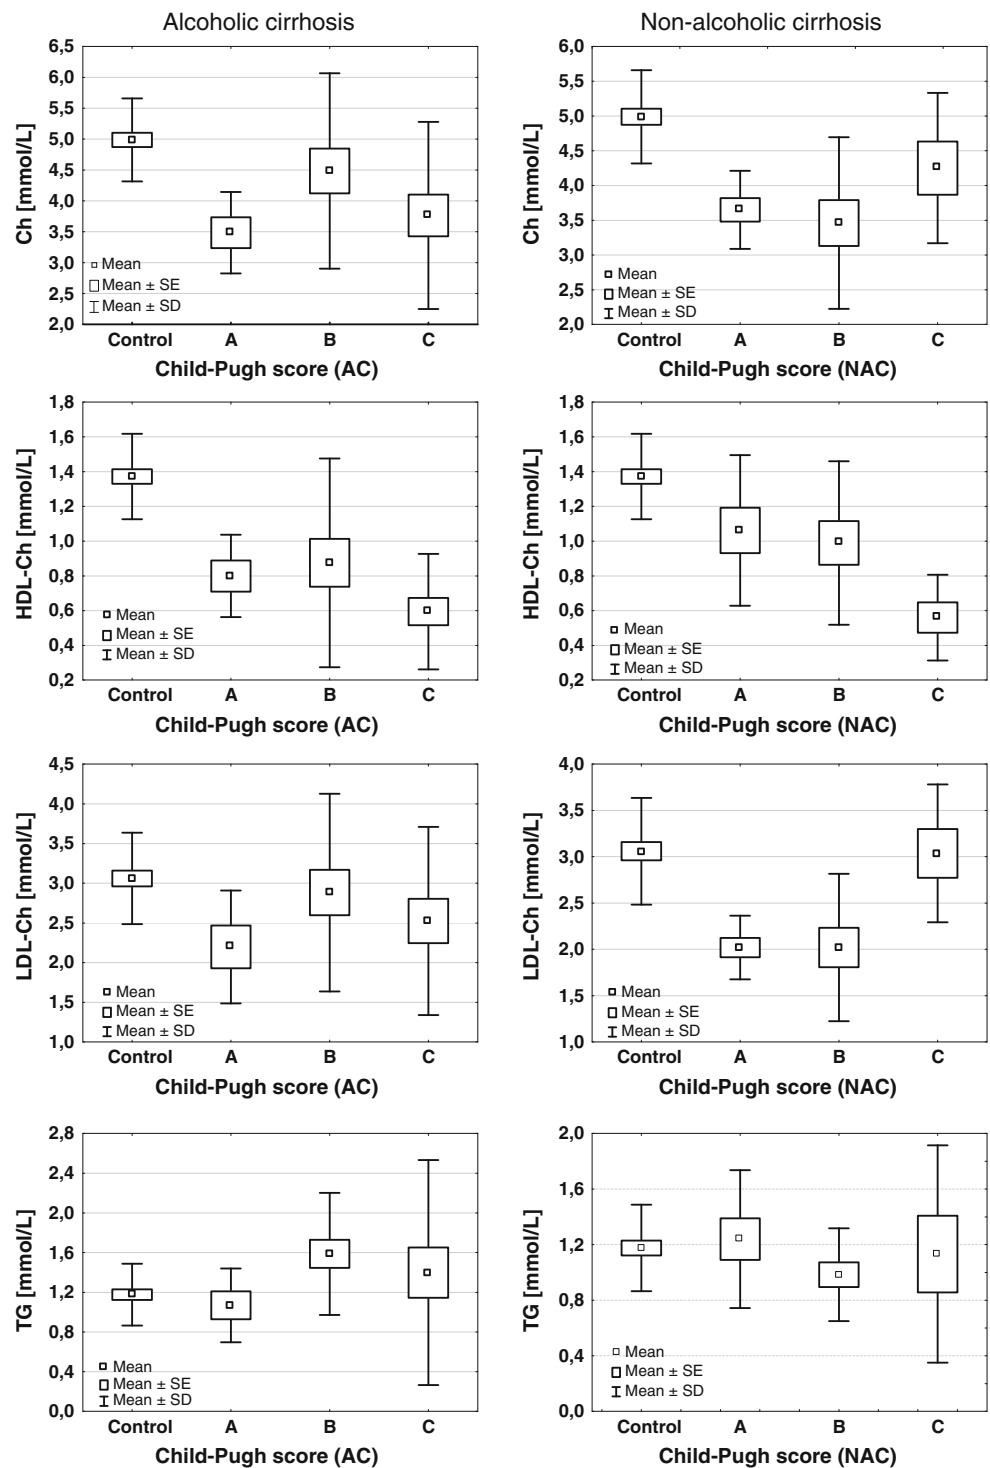 Alcoholic cirrhosis
Ch [mmol/L]
6,5
6,0
5,5
5,0
4,5
4,0
3,5
3,0
2,5
2,0
Mean
Mean ± SE
Mean ± SD
Control A B C
Child-Pugh score (AC)
Non-alcoholic cirrhosis
Ch [mmol/L]
6,0
5,5
5,0
4,5
4,0
3,5
3,0
2,5
2,0
Mean
Mean ± SE
Mean ± SD
Control A B C
Child-Pugh score (NAC)
HDL-Ch [mmol/L]
1,8
1,6
1,4
1,2
1,0
0,8
0,6
0,4
0,2
Mean
Mean ± SE
Mean ± SD
Control A B C
Child-Pugh score (AC)
HDL-Ch [mmol/L]
1,8
1,6
1,4
1,2
1,0
0,8
0,6
0,4
0,2
Mean
Mean ± SE
Mean ± SD
Control A B C
Child-Pugh score (NAC)
LDL-Ch [mmol/L]
4,5
4,0
3,5
3,0
2,5
2,0
1,5
1,0
Mean
Mean ± SE
Mean ± SD
Control A B C
Child-Pugh score (AC)
LDL-Ch [mmol/L]
4,0
3,5
3,0
2,5
2,0
1,5
1,0
Mean
Mean ± SE
Mean ± SD
Control A B C
Child-Pugh score (NAC)
TG [mmol/L]
2,8
2,4
2,0
1,6
1,2
0,8
0,4
0,0
Mean
Mean ± SE
Mean ± SD
Control A B C
Child-Pugh score (AC)
TG [mmol/L]
2,0
1,6
1,2
0,8
0,4
0,0
Mean
Mean ± SE
Mean ± SD
Control A B C
Child-Pugh score (NAC)